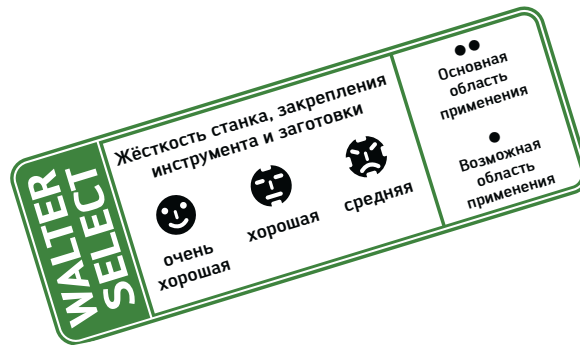 WALTER
SELECT
Жёсткость станка, закрепления
инструмента и заготовки
очень
хорошая
хорошая
средняя
Основная
область
применения
Возможная
область
применения